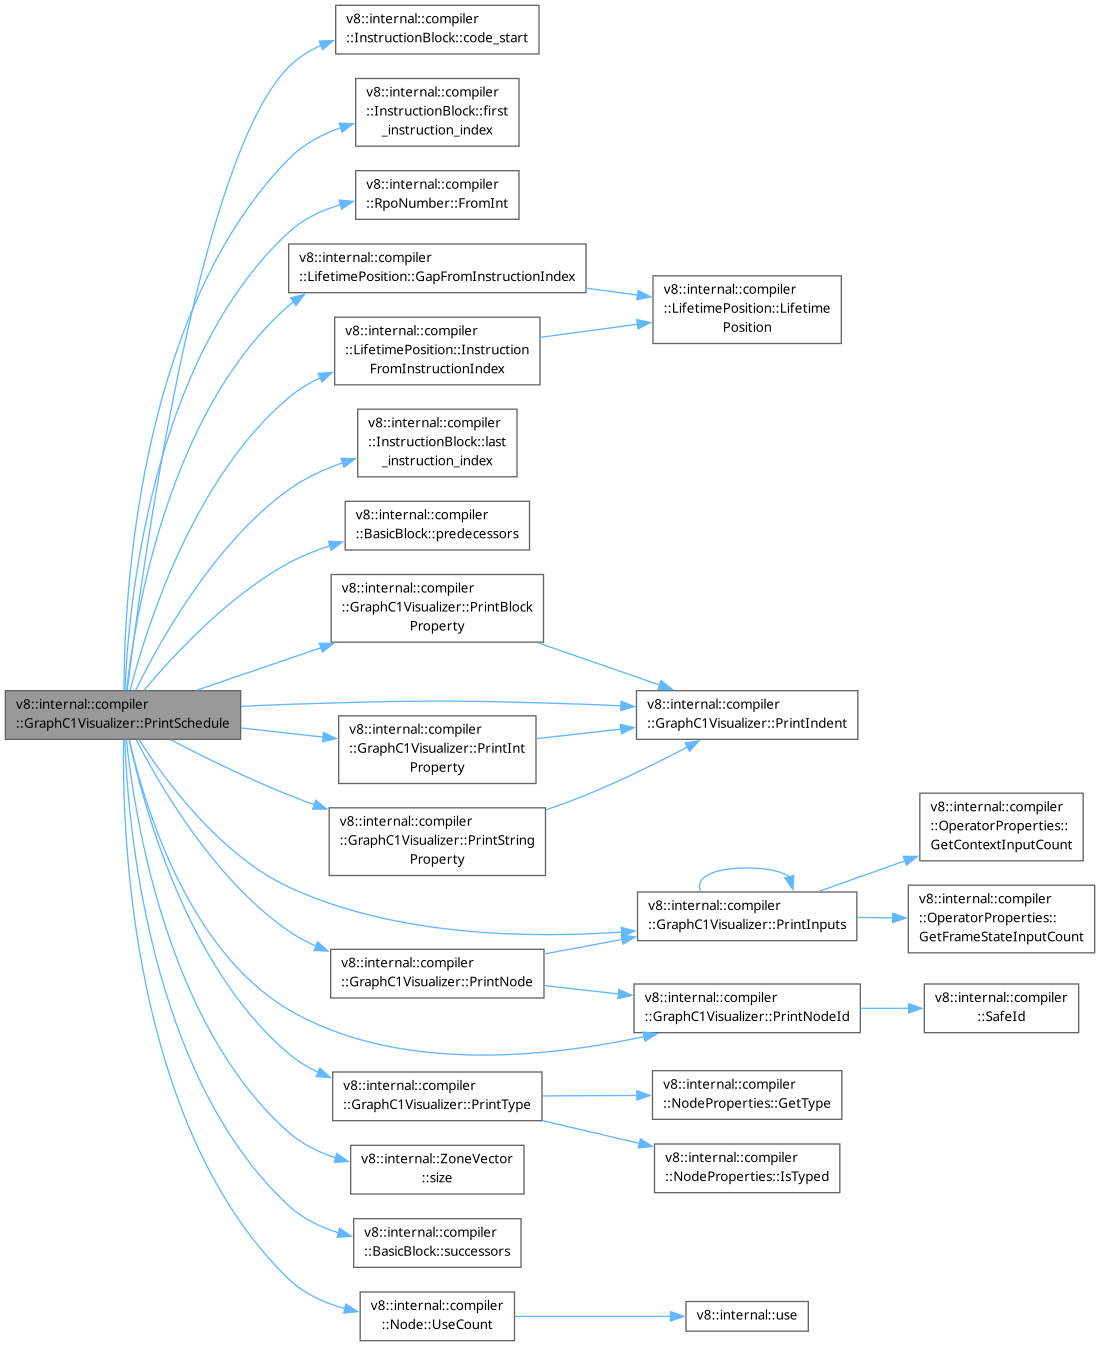 v8::internal::compiler
::InstructionBlock::code_start
v8::internal::compiler
::InstructionBlock::first
_instruction_index
v8::internal::compiler
::RpoNumber::FromInt
v8::internal::compiler
::LifetimePosition::GapFromInstructionIndex
v8::internal::compiler
::LifetimePosition::Lifetime
Position
v8::internal::compiler
::LifetimePosition::Instruction
FromInstructionIndex
v8::internal::compiler
::InstructionBlock::last
_instruction_index
v8::internal::compiler
::BasicBlock::predecessors
v8::internal::compiler
::GraphC1Visualizer::PrintBlock
Property
v8::internal::compiler
::GraphC1Visualizer::PrintSchedule
v8::internal::compiler
::GraphC1Visualizer::PrintIndent
v8::internal::compiler
::GraphC1Visualizer::PrintInt
Property
v8::internal::compiler
::GraphC1Visualizer::PrintString
Property
v8::internal::compiler
::OperatorProperties::
GetContextInputCount
v8::internal::compiler
::GraphC1Visualizer::PrintInputs
v8::internal::compiler
::OperatorProperties::
GetFrameStateInputCount
v8::internal::compiler
::GraphC1Visualizer::PrintNode
v8::internal::compiler
::GraphC1Visualizer::PrintNodeId
v8::internal::compiler
::SafeId
v8::internal::compiler
::GraphC1Visualizer::PrintType
v8::internal::compiler
::NodeProperties::GetType
v8::internal::compiler
::NodeProperties::IsTyped
v8::internal::ZoneVector
::size
v8::internal::compiler
::BasicBlock::successors
v8::internal::compiler
::Node::UseCount
v8::internal::use